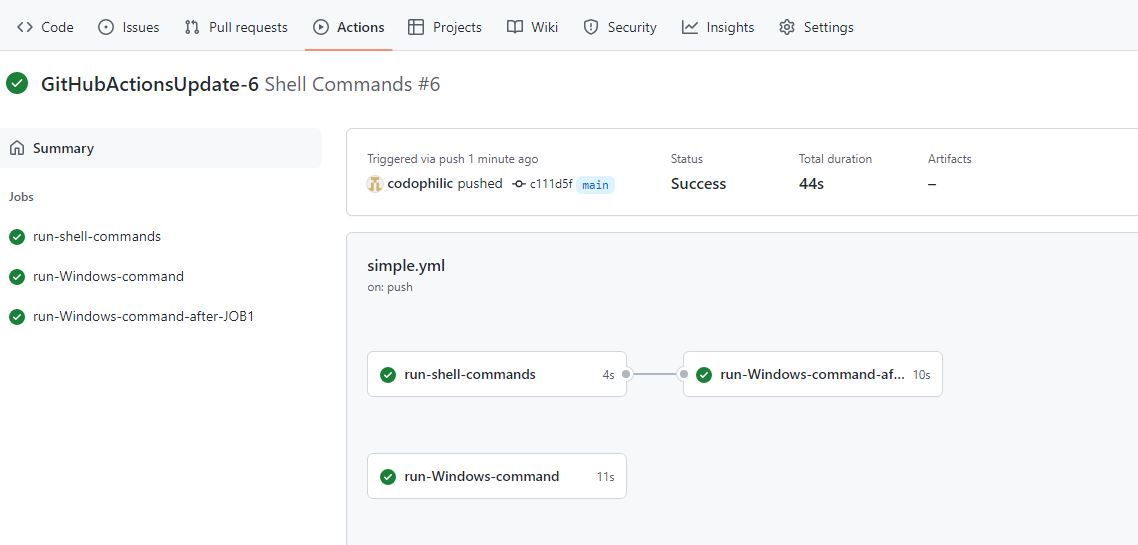 Code Issues Pull requests Actions Projects Wiki Security Insights Settings
GitHubActionsUpdate-6 Shell Commands #6
Summary
Jobs
run-shell-commands
run-Windows-command
run-Windows-command-after-JOB1
Triggered via push 1 minute ago
codophilic pushed c111d5f main
Status
Success
Total duration
44s
Artifacts
–
simple.yml
on: push
run-shell-commands 4s
run-Windows-command-af... 10s
run-Windows-command 11s